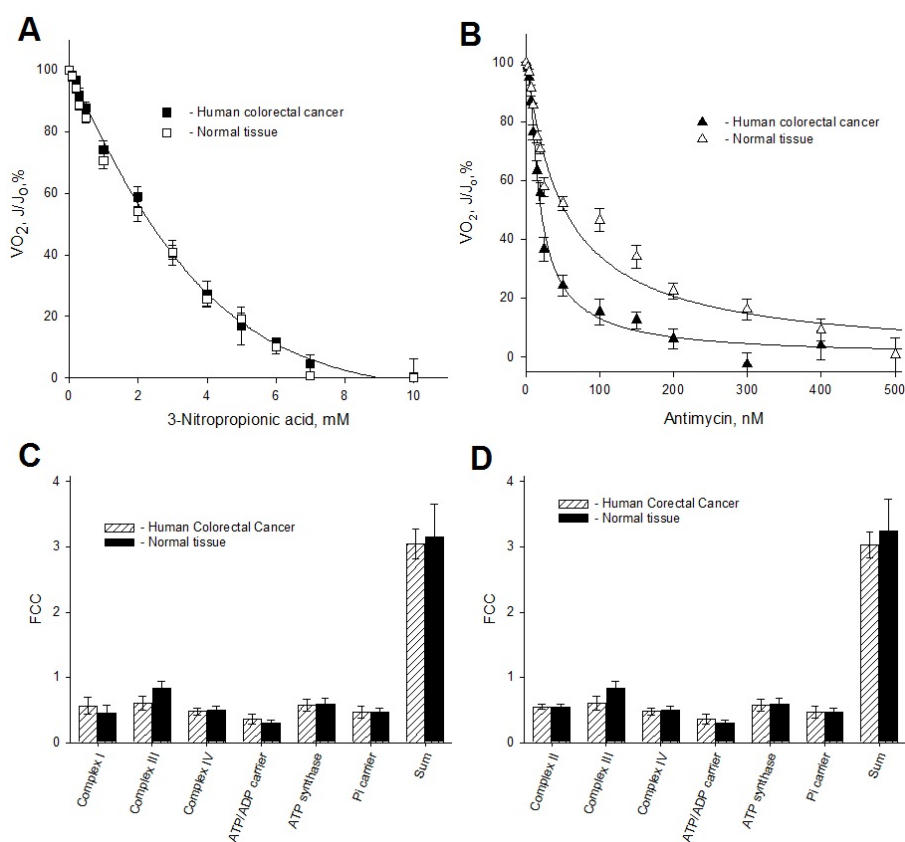 A
100
80
60
40
20
0
VO2, J/Jo,%
- Human colorectal cancer
- Normal tissue
0 2 4 6 8 10
3-Nitropropionic acid, mM
B
100
80
60
40
20
0
VO2, J/Jo,%
- Human colorectal cancer
- Normal tissue
0 100 200 300 400 500
Antimycin, nM
C
4
3
2
1
0
FCC
- Human Colorectal Cancer
- Normal tissue
Complex I
Complex III
Complex IV
ATP/ADP carrier
ATP synthase
Pi carrier
Sum
D
4
3
2
1
0
FCC
- Human Corectal Cancer
- Normal tissue
Complex II
Complex III
Complex IV
ATP/ADP carrier
ATP synthase
Pi carrier
Sum